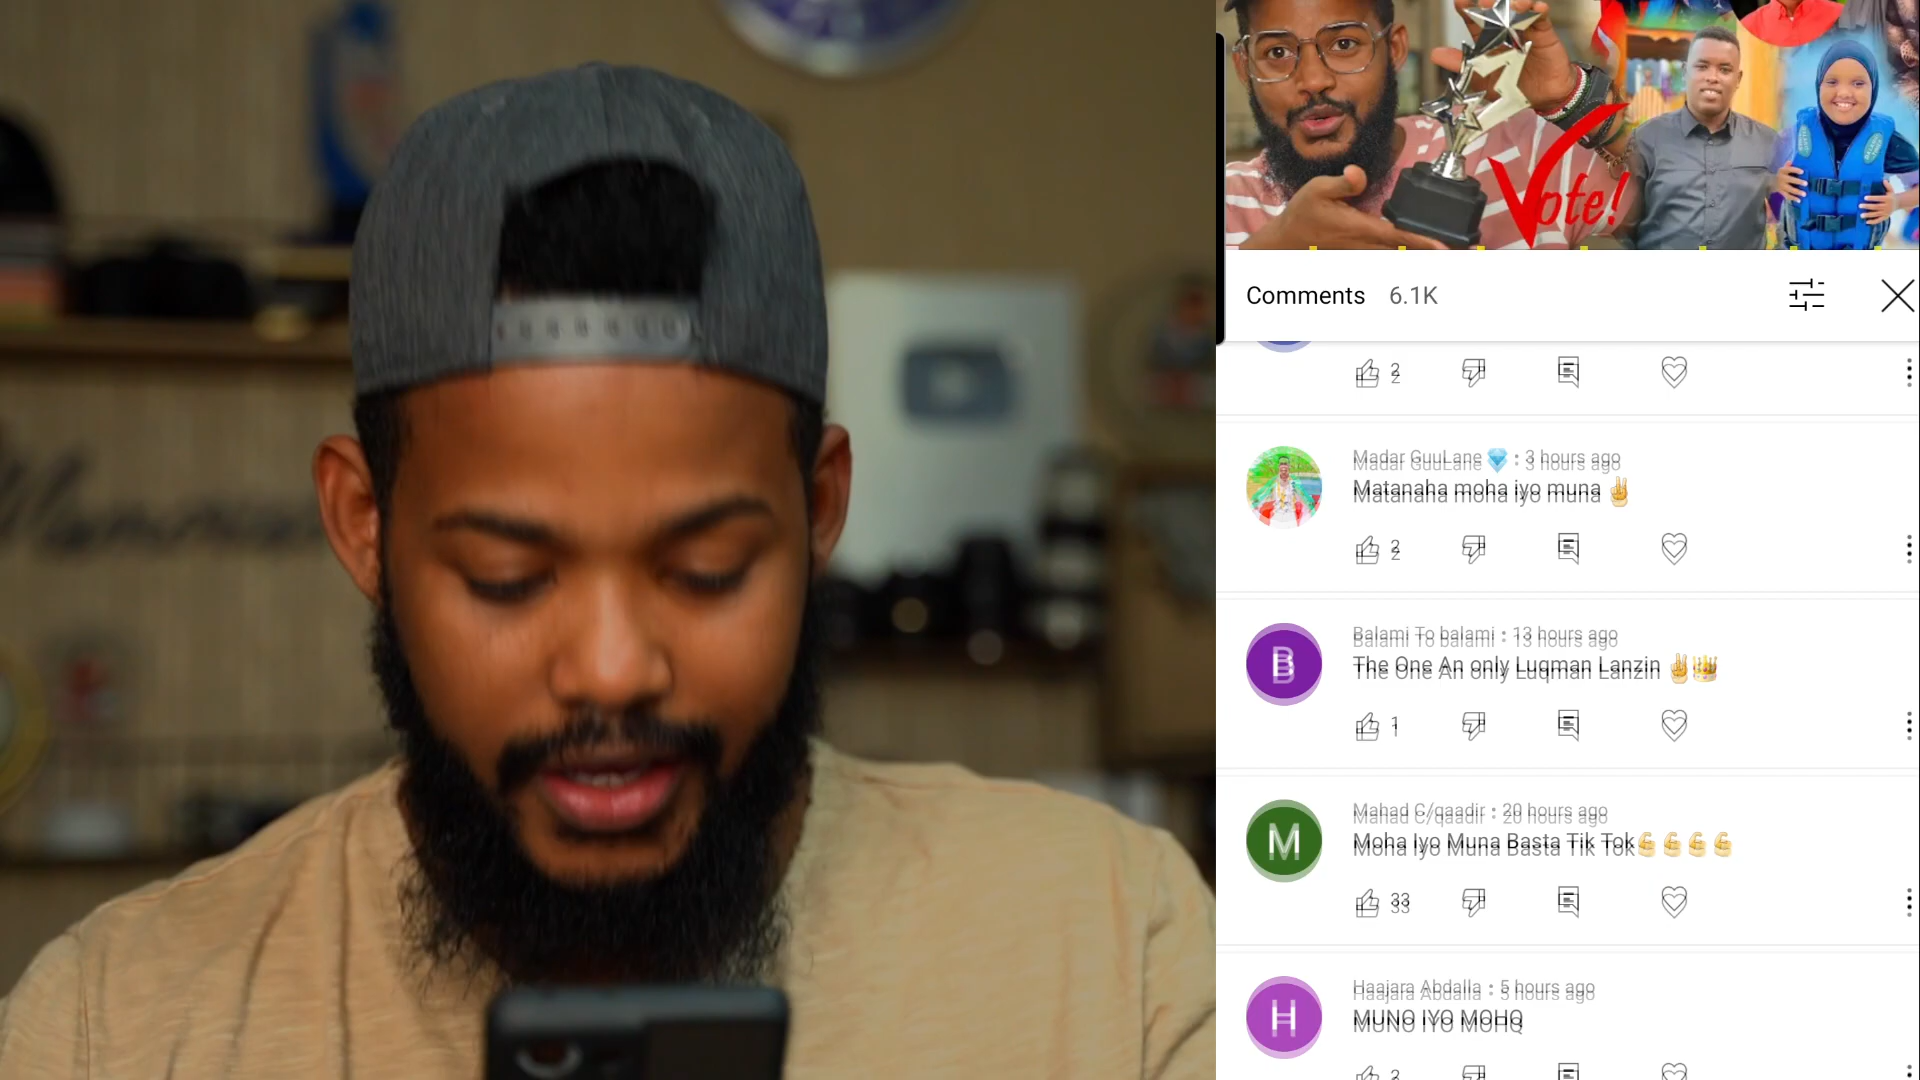 Vote!
Comments 6.1K
2
Madar GuuLane 💎 • 3 hours ago
Matanaha moha iyo muna ✌
2
Balami To balami • 13 hours ago
B
The One An only Luqman Lanzin ✌👑
1
Mahad C/qaadir • 20 hours ago
M
Moha Iyo Muna Basta Tik Tok💪💪💪💪
33
Haajara Abdalla • 5 hours ago
H
MUNO IYO MOHQ